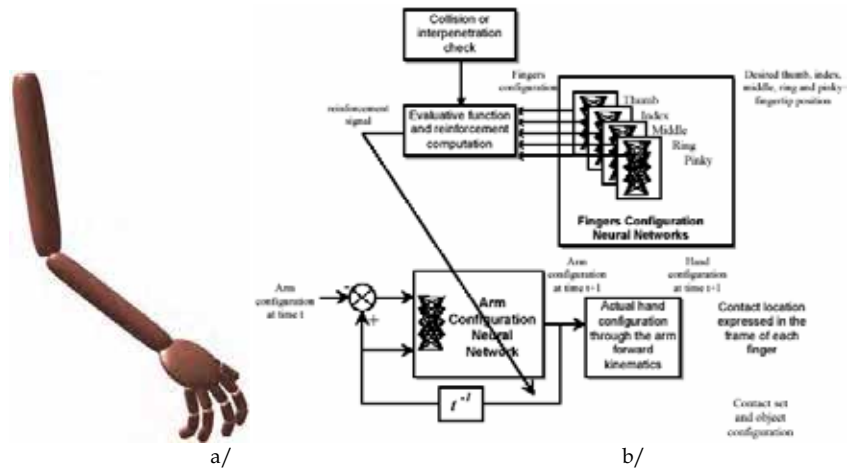 Collision or
interpenetration
check
Fingers
configuration
Desired thumb, index,
middle, ring and pinky-
fingertip position
reinforcement
signal
Evaluative function
and reinforcement
computation
Thumb
Index
Middle
Ring
Pinky
Fingers Configuration
Neural Networks
Arm
configuration
at time t
-
+
Arm
Configuration
Neural
Network
Arm
configuration
at time t+1
Hand
configuration
at time t+1
Actual hand
configuration
through the arm
forward
kinematics
Contact location
expressed in the
frame of each
finger
t⁻¹
Contact set
and object
configuration
a/
b/